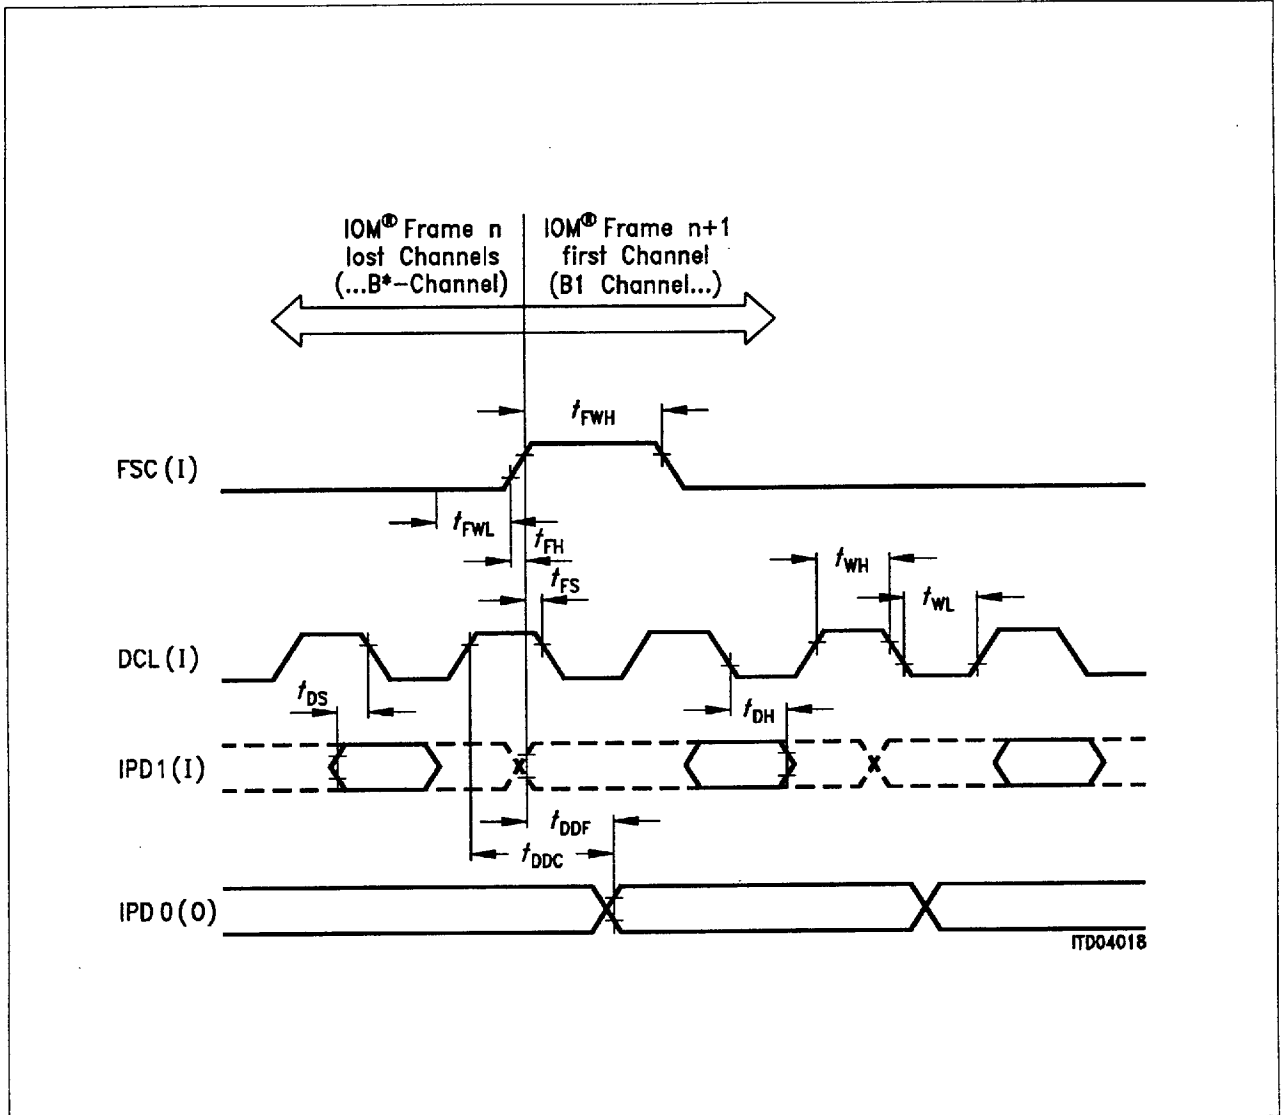 IOM® Frame n
lost Channels
(...B*-Channel)
IOM® Frame n+1
first Channel
(B1 Channel...)
tFWH
FSC (I)
tFWL
tFH
tFS
tWH
tWL
DCL (I)
tDS
tDH
IPD1 (I)
tDDF
tDDC
IPD 0(O)
ITD04018